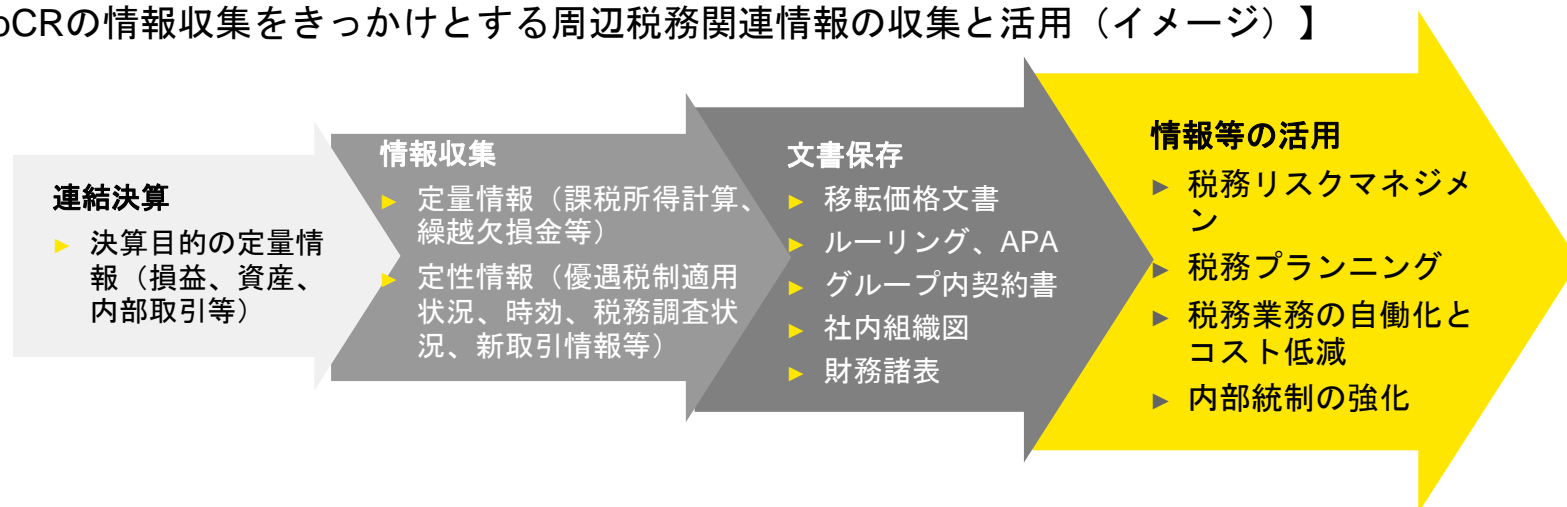 oCRの情報収集をきっかけとする周辺税務関連情報の収集と活用（イメージ）】
連結決算
► 決算目的の定量情
報（損益、資産、
内部取引等）
情報収集
► 定量情報（課税所得計算、
繰越欠損金等）
► 定性情報（優遇税制適用
状況、時効、税務調査状
況、新取引情報等）
文書保存
► 移転価格文書
► ルーリング、APA
► グループ内契約書
► 社内組織図
► 財務諸表
情報等の活用
► 税務リスクマネジメ
ン
► 税務プランニング
► 税務業務の自働化と
コスト低減
► 内部統制の強化